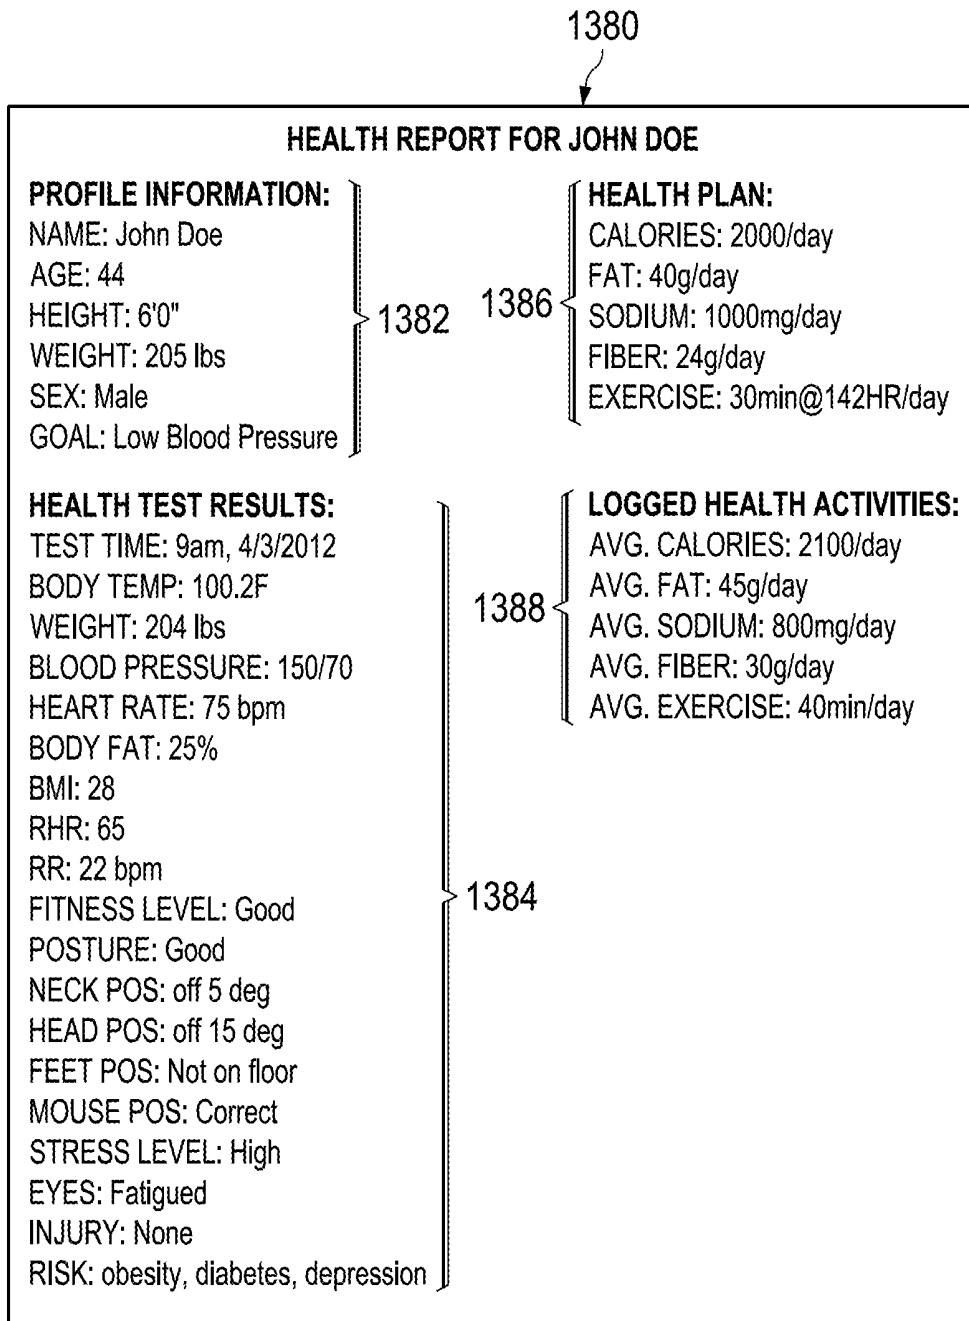 1380
HEALTH REPORT FOR JOHN DOE
PROFILE INFORMATION:
NAME: John Doe
AGE: 44
HEIGHT: 6'0"
WEIGHT: 205 lbs
SEX: Male
GOAL: Low Blood Pressure
1382
1386
HEALTH PLAN:
CALORIES: 2000/day
FAT: 40g/day
SODIUM: 1000mg/day
FIBER: 24g/day
EXERCISE: 30min@142HR/day
HEALTH TEST RESULTS:
TEST TIME: 9am, 4/3/2012
BODY TEMP: 100.2F
WEIGHT: 204 lbs
BLOOD PRESSURE: 150/70
HEART RATE: 75 bpm
BODY FAT: 25%
BMI: 28
RHR: 65
RR: 22 bpm
FITNESS LEVEL: Good
POSTURE: Good
NECK POS: off 5 deg
HEAD POS: off 15 deg
FEET POS: Not on floor
MOUSE POS: Correct
STRESS LEVEL: High
EYES: Fatigued
INJURY: None
RISK: obesity, diabetes, depression
1384
1388
LOGGED HEALTH ACTIVITIES:
AVG. CALORIES: 2100/day
AVG. FAT: 45g/day
AVG. SODIUM: 800mg/day
AVG. FIBER: 30g/day
AVG. EXERCISE: 40min/day